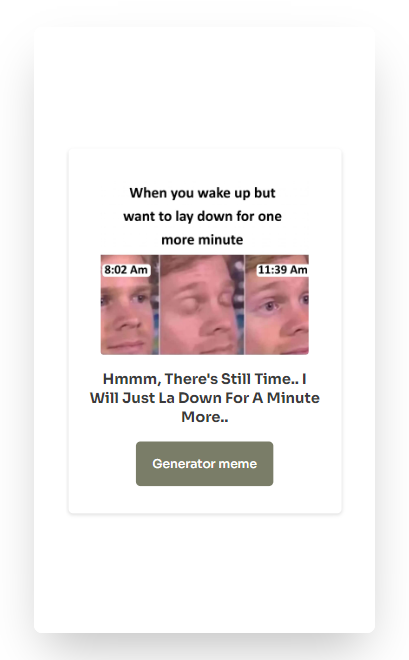 When you wake up but
want to lay down for one
more minute
8:02 Am
11:39 Am
Hmmm, There's Still Time.. I
Will Just La Down For A Minute
More..
Generator meme